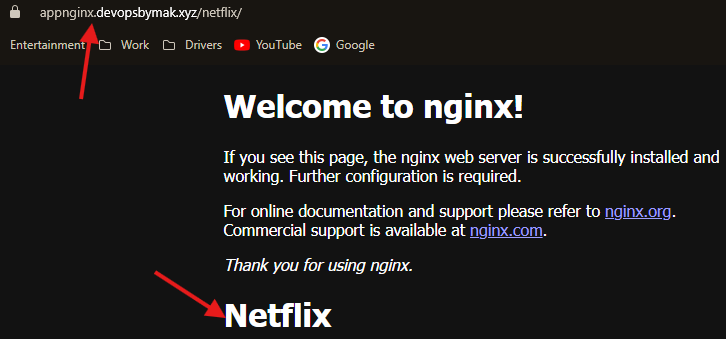 appnginx.devopsbymak.xyz/netflix/
Entertainment Work Drivers YouTube Google
Welcome to nginx!
If you see this page, the nginx web server is successfully installed and
working. Further configuration is required.
For online documentation and support please refer to nginx.org.
Commercial support is available at nginx.com.
Thank you for using nginx.
Netflix